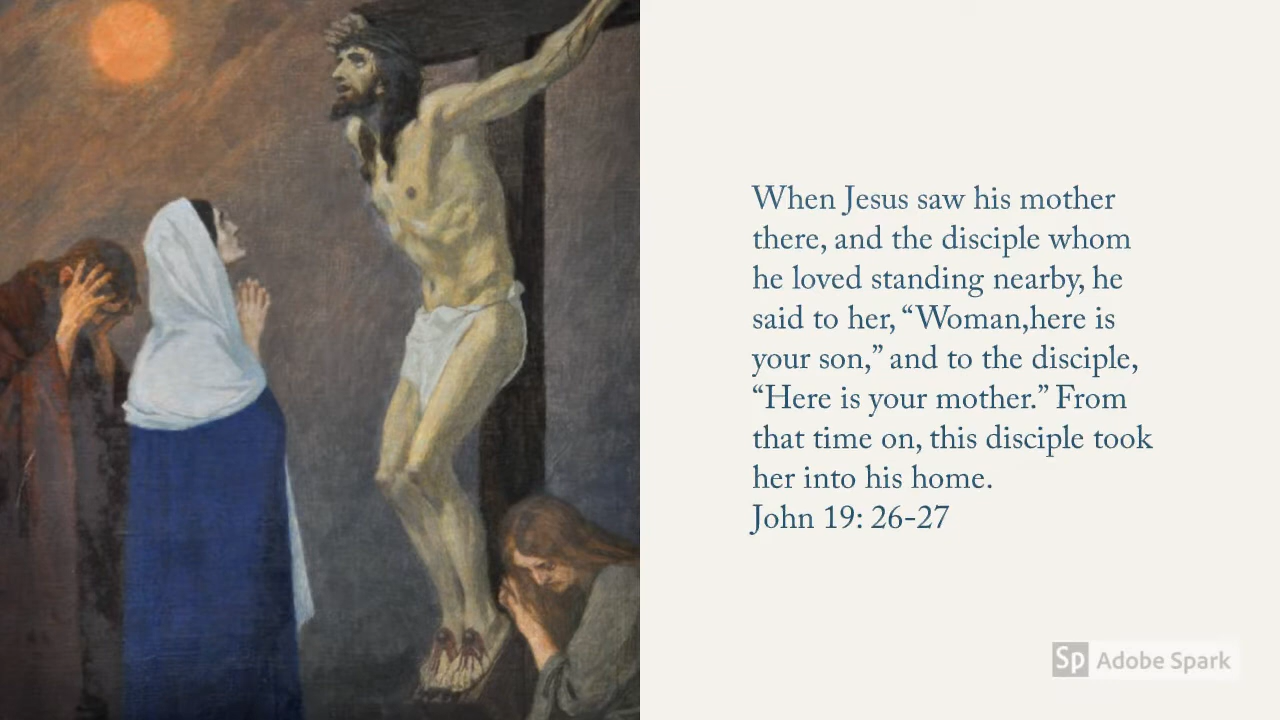 When Jesus saw his mother
there, and the disciple whom
he loved standing nearby, he
said to her, “Woman,here is
your son,” and to the disciple,
“Here is your mother.” From
that time on, this disciple took
her into his home.
John 19: 26-27
Sp Adobe Spark